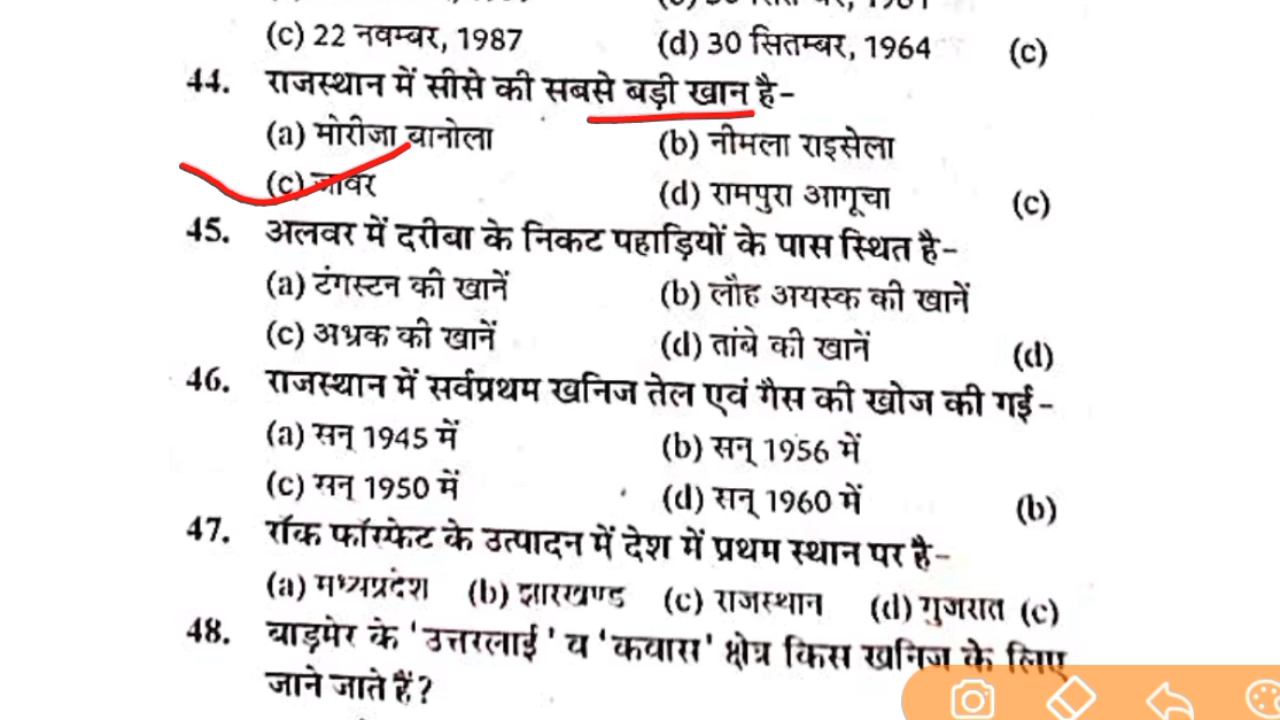 (c) 22 नवम्बर, 1987 (d) 30 सितम्बर, 1964 (c)
44. राजस्थान में सीसे की सबसे बड़ी खान है-
(a) मोरीजा बानोला (b) नीमला राइसेला
(c) जावर (d) रामपुरा आगूचा (c)
45. अलवर में दरीबा के निकट पहाड़ियों के पास स्थित है-
(a) टंगस्टन की खानें (b) लौह अयस्क की खानें
(c) अभ्रक की खानें (d) तांबे की खानें (d)
46. राजस्थान में सर्वप्रथम खनिज तेल एवं गैस की खोज की गई-
(a) सन् 1945 में (b) सन् 1956 में
(c) सन् 1950 में (d) सन् 1960 में (b)
47. रॉक फॉस्फेट के उत्पादन में देश में प्रथम स्थान पर है-
(a) मध्यप्रदेश (b) झारखण्ड (c) राजस्थान (d) गुजरात (c)
48. बाड़मेर के 'उत्तरलाई' व 'कवास' क्षेत्र किस खनिज के लिए
जाने जाते हैं?